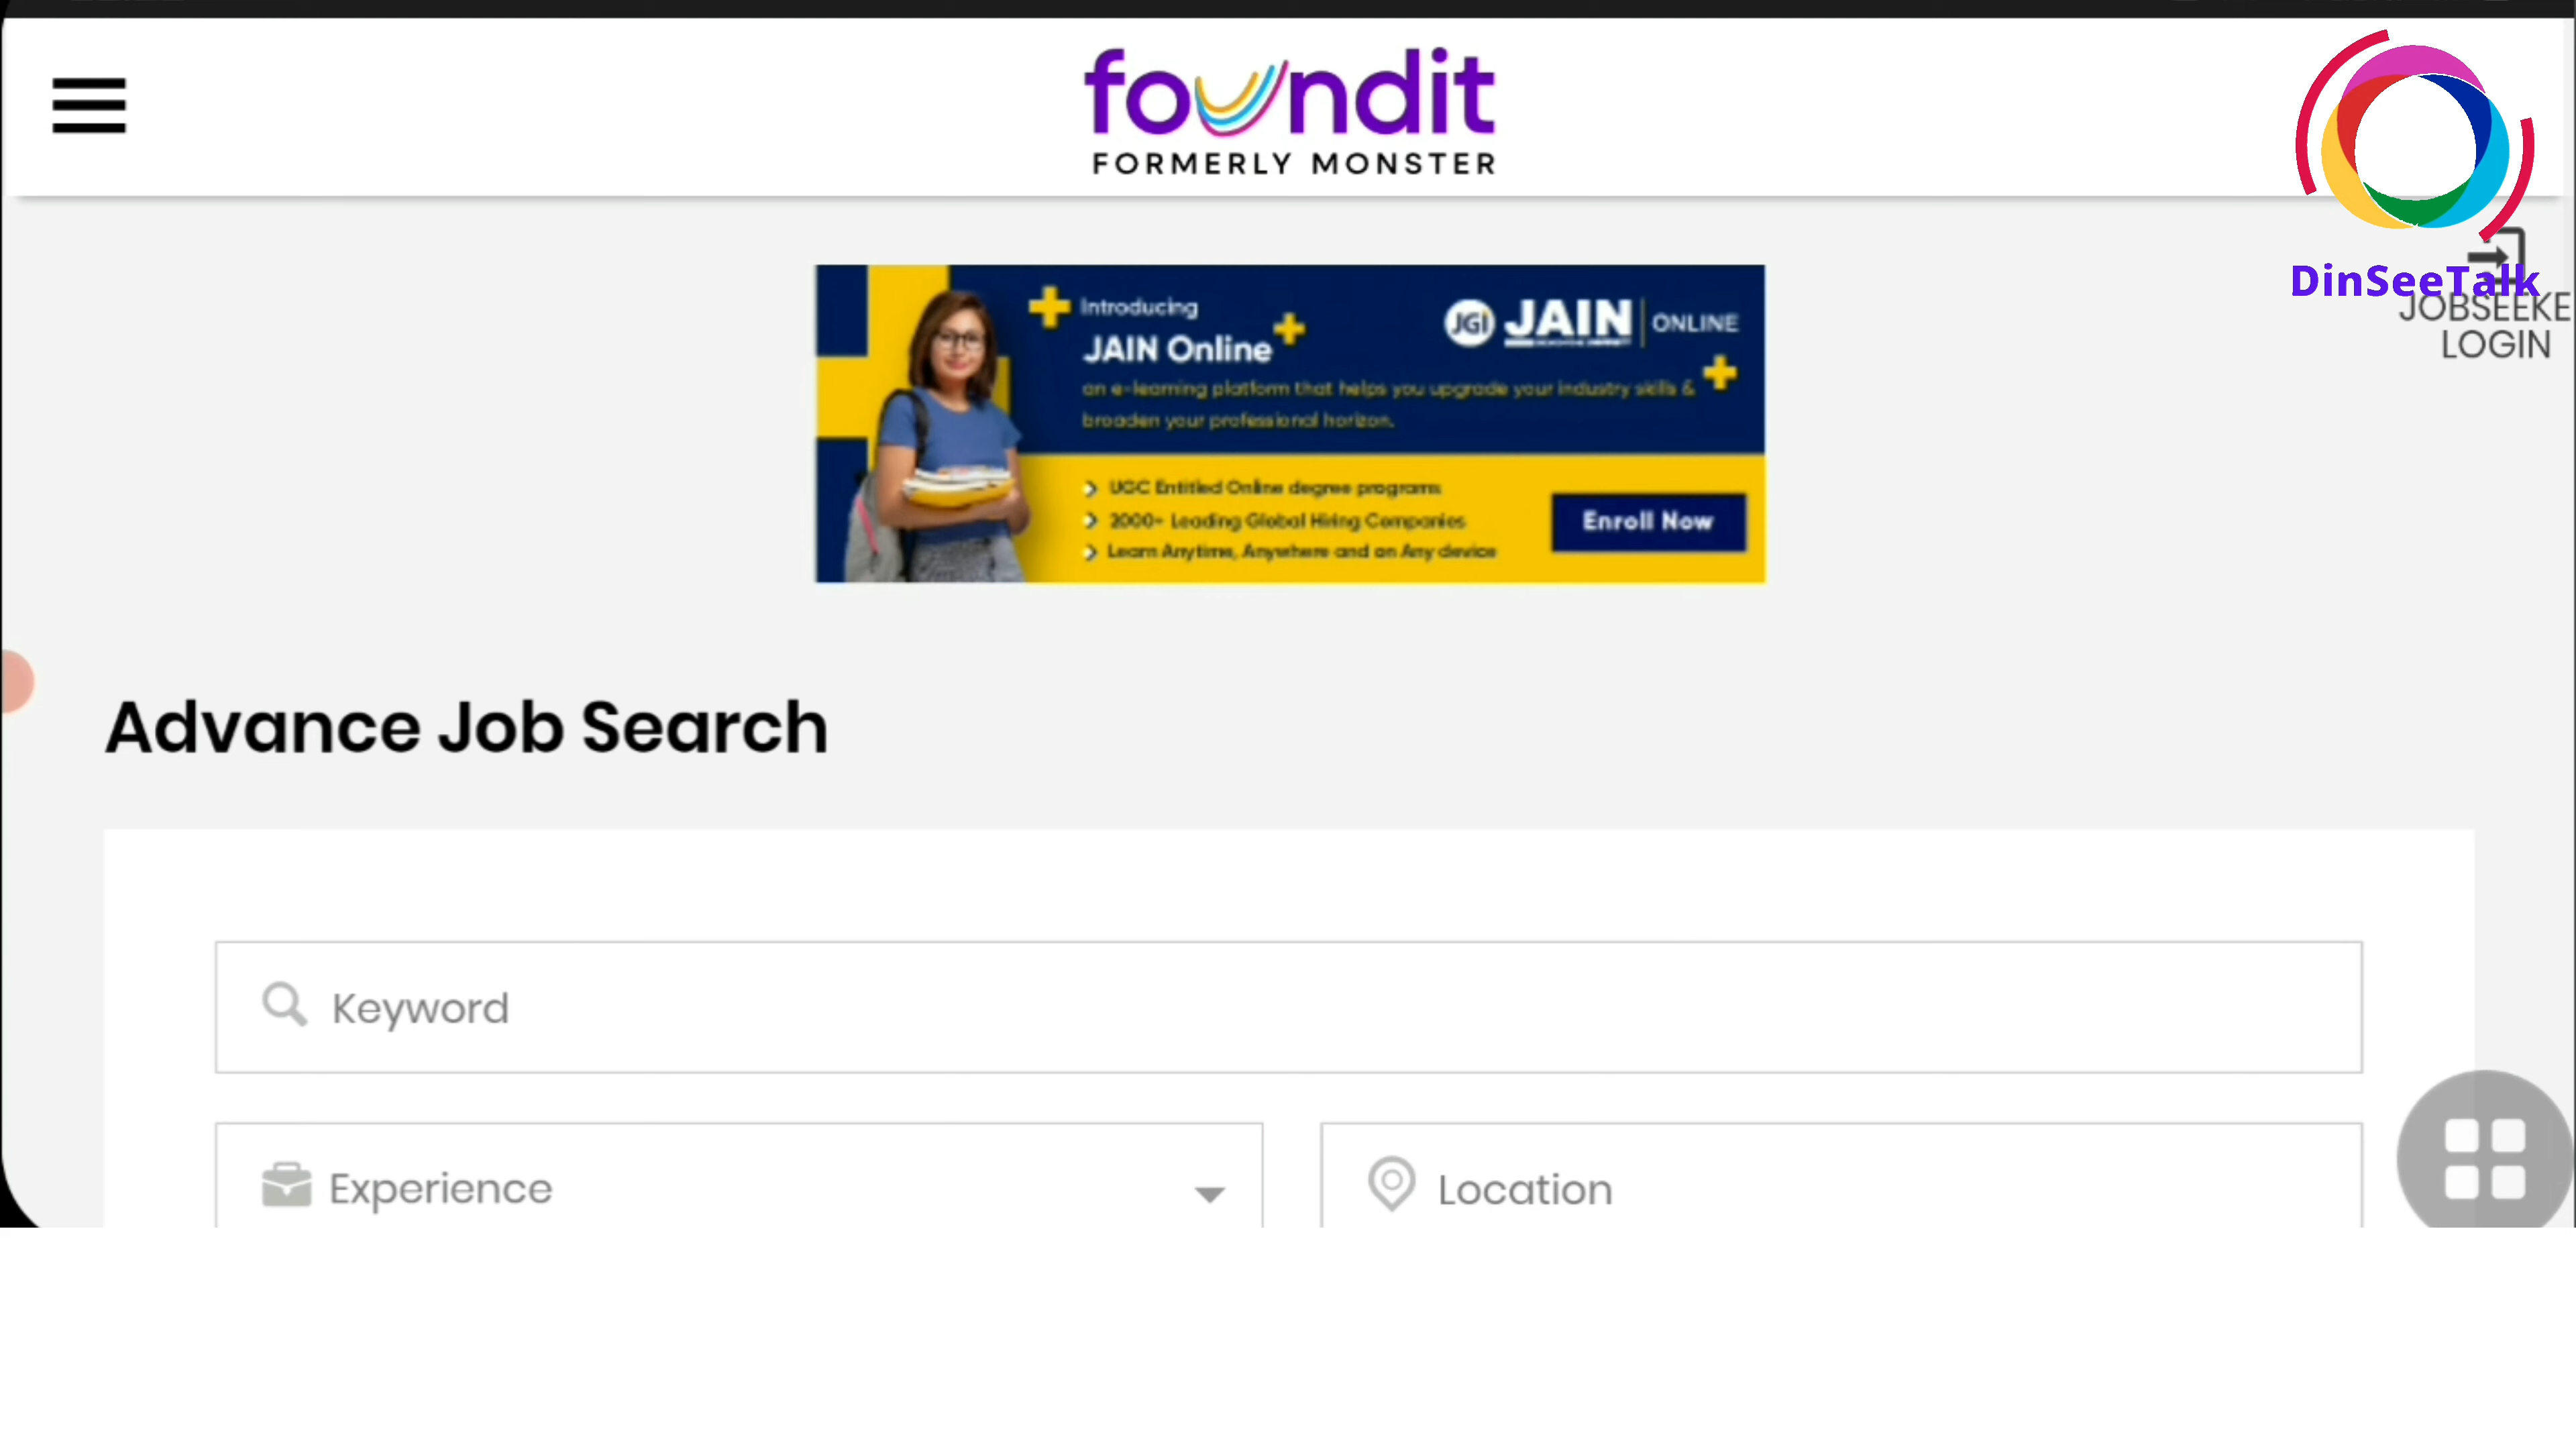 foundit
FORMERLY MONSTER
DinSeeTalk
JOBSEEKE
LOGIN
Introducing
JAIN Online
JGI JAIN ONLINE
an e-learning platform that helps you upgrade your industry skills &
broaden your professional horizon.
UGC Entitled Online degree programs
2000+ Leading Global Hiring Companies
Learn Anytime, Anywhere and on Any device
Enroll Now
Advance Job Search
Keyword
Experience
Location